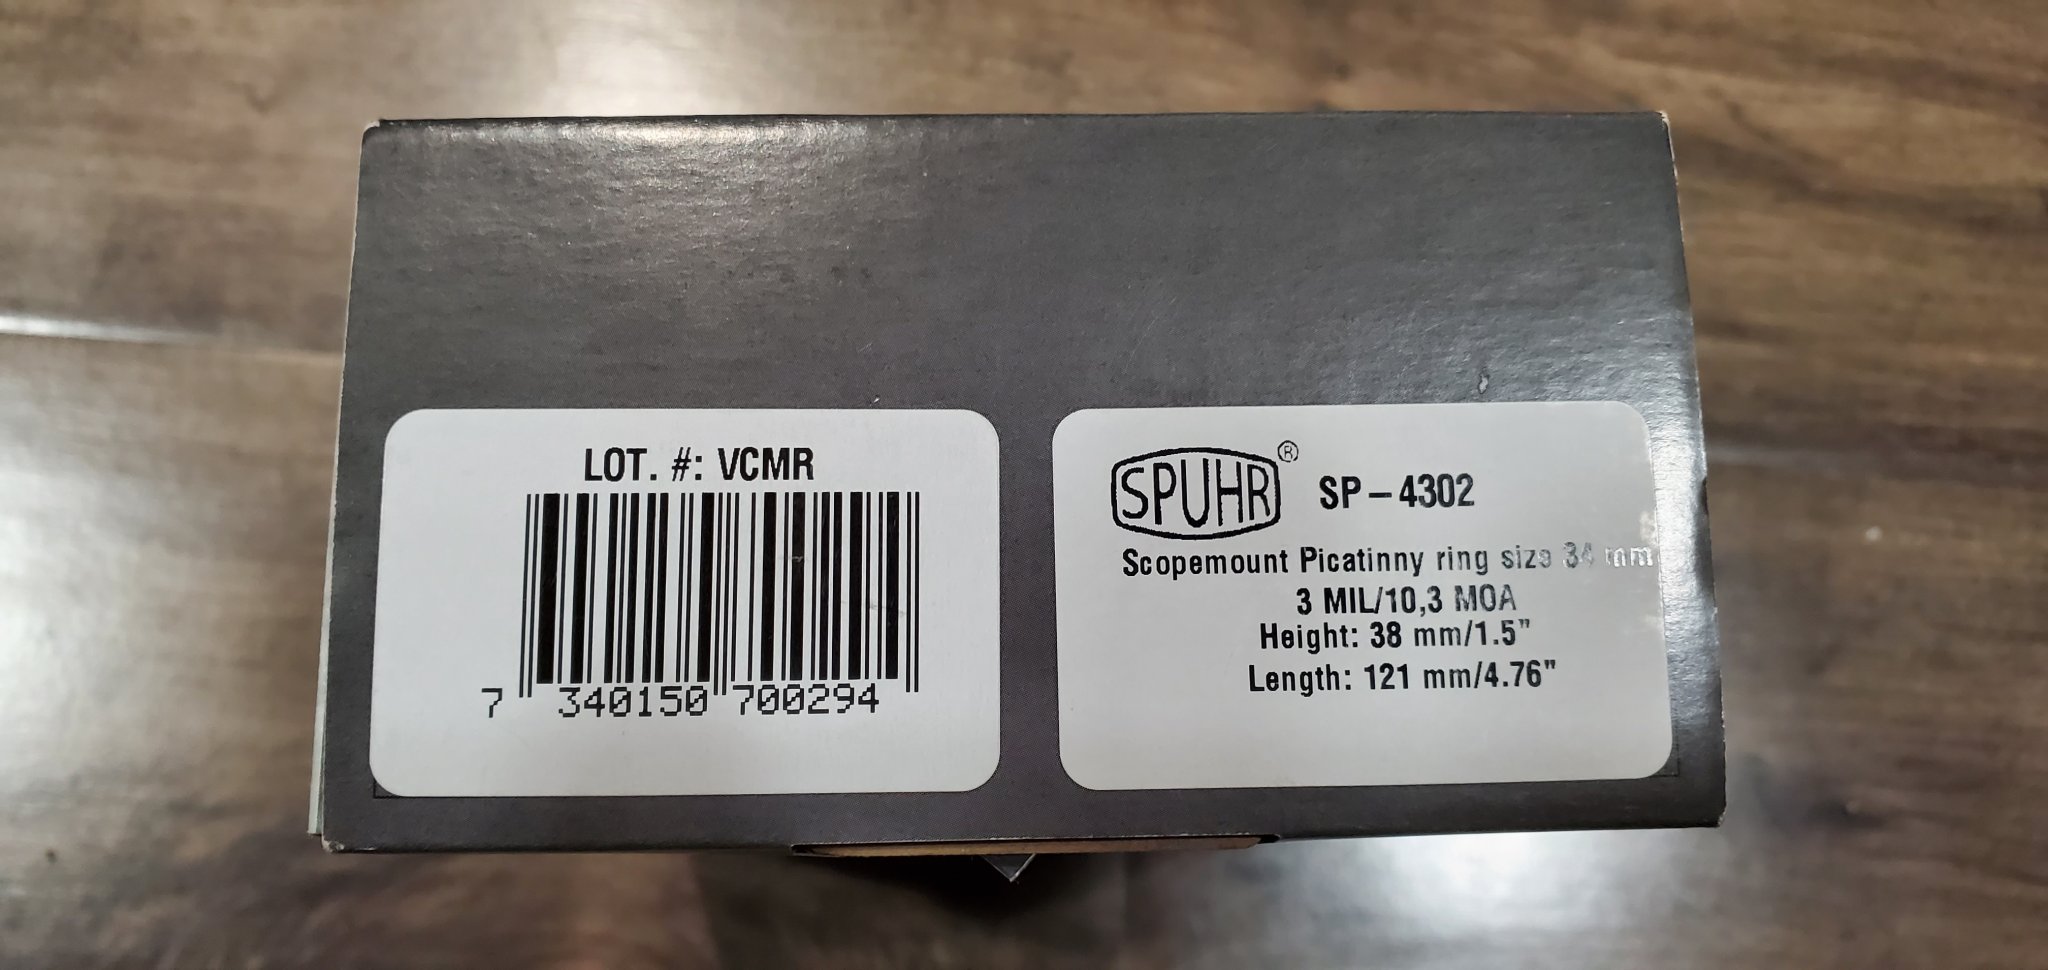 LOT. #: VCMR
7 340150 700294
SPUHR® SP-4302
Scopemount Picatinny ring size 34 mm
3 MIL/10,3 MOA
Height: 38 mm/1.5"
Length: 121 mm/4.76"